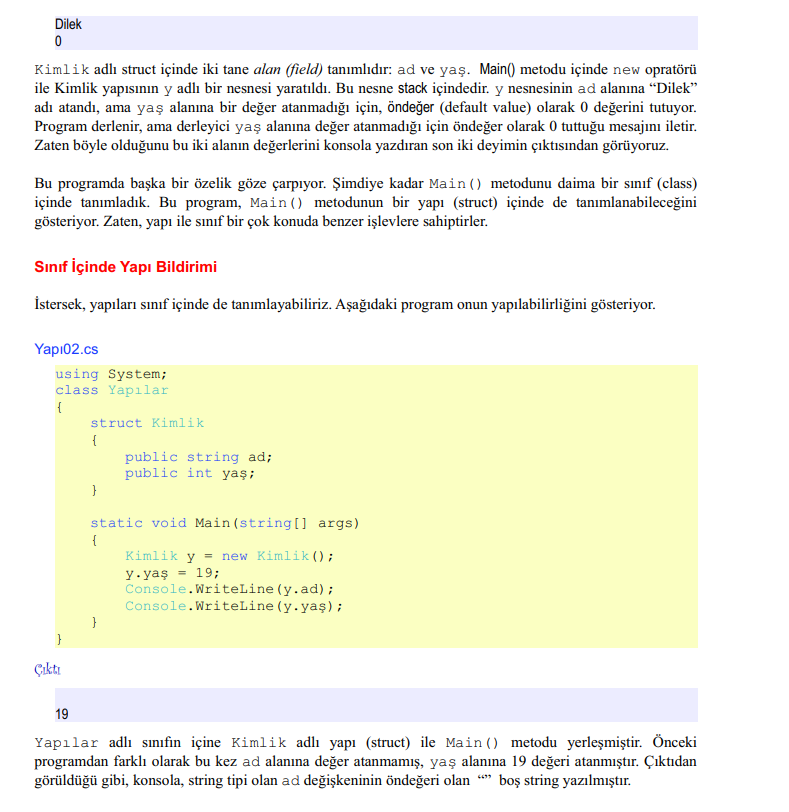 Dilek
0
Kimlik adlı struct içinde iki tane alan (field) tanımlıdır: ad ve yaş. Main() metodu içinde new opratörü
ile Kimlik yapısının y adlı bir nesnesi yaratıldı. Bu nesne stack içindedir. y nesnesinin ad alanına “Dilek”
adı atandı, ama yaş alanına bir değer atanmadığı için, öndeğer (default value) olarak 0 değerini tutuyor.
Program derlenir, ama derleyici yaş alanına değer atanmadığı için öndeğer olarak 0 tuttuğu mesajını iletir.
Zaten böyle olduğunu bu iki alanın değerlerini konsola yazdıran son iki deyimin çıktısından görüyoruz.
Bu programda başka bir özelik göze çarpıyor. Şimdiye kadar Main() metodunu daima bir sınıf (class)
içinde tanımladık. Bu program, Main() metodunun bir yapı (struct) içinde de tanımlanabileceğini
gösteriyor. Zaten, yapı ile sınıf bir çok konuda benzer işlevlere sahiptirler.
Sınıf İçinde Yapı Bildirimi
İstersek, yapıları sınıf içinde de tanımlayabiliriz. Aşağıdaki program onun yapılabilirliğini gösteriyor.
Yapı02.cs
using System;
class Yapılar
{
struct Kimlik
{
public string ad;
public int yaş;
}
static void Main(string[] args)
{
Kimlik y = new Kimlik();
y.yaş = 19;
Console.WriteLine(y.ad);
Console.WriteLine(y.yaş);
}
}
Çıktı
19
Yapılar adlı sınıfın içine Kimlik adlı yapı (struct) ile Main() metodu yerleşmiştir. Önceki
programdan farklı olarak bu kez ad alanına değer atanmamış, yaş alanına 19 değeri atanmıştır. Çıktıdan
görüldüğü gibi, konsola, string tipi olan ad değişkeninin öndeğeri olan “” boş string yazılmıştır.